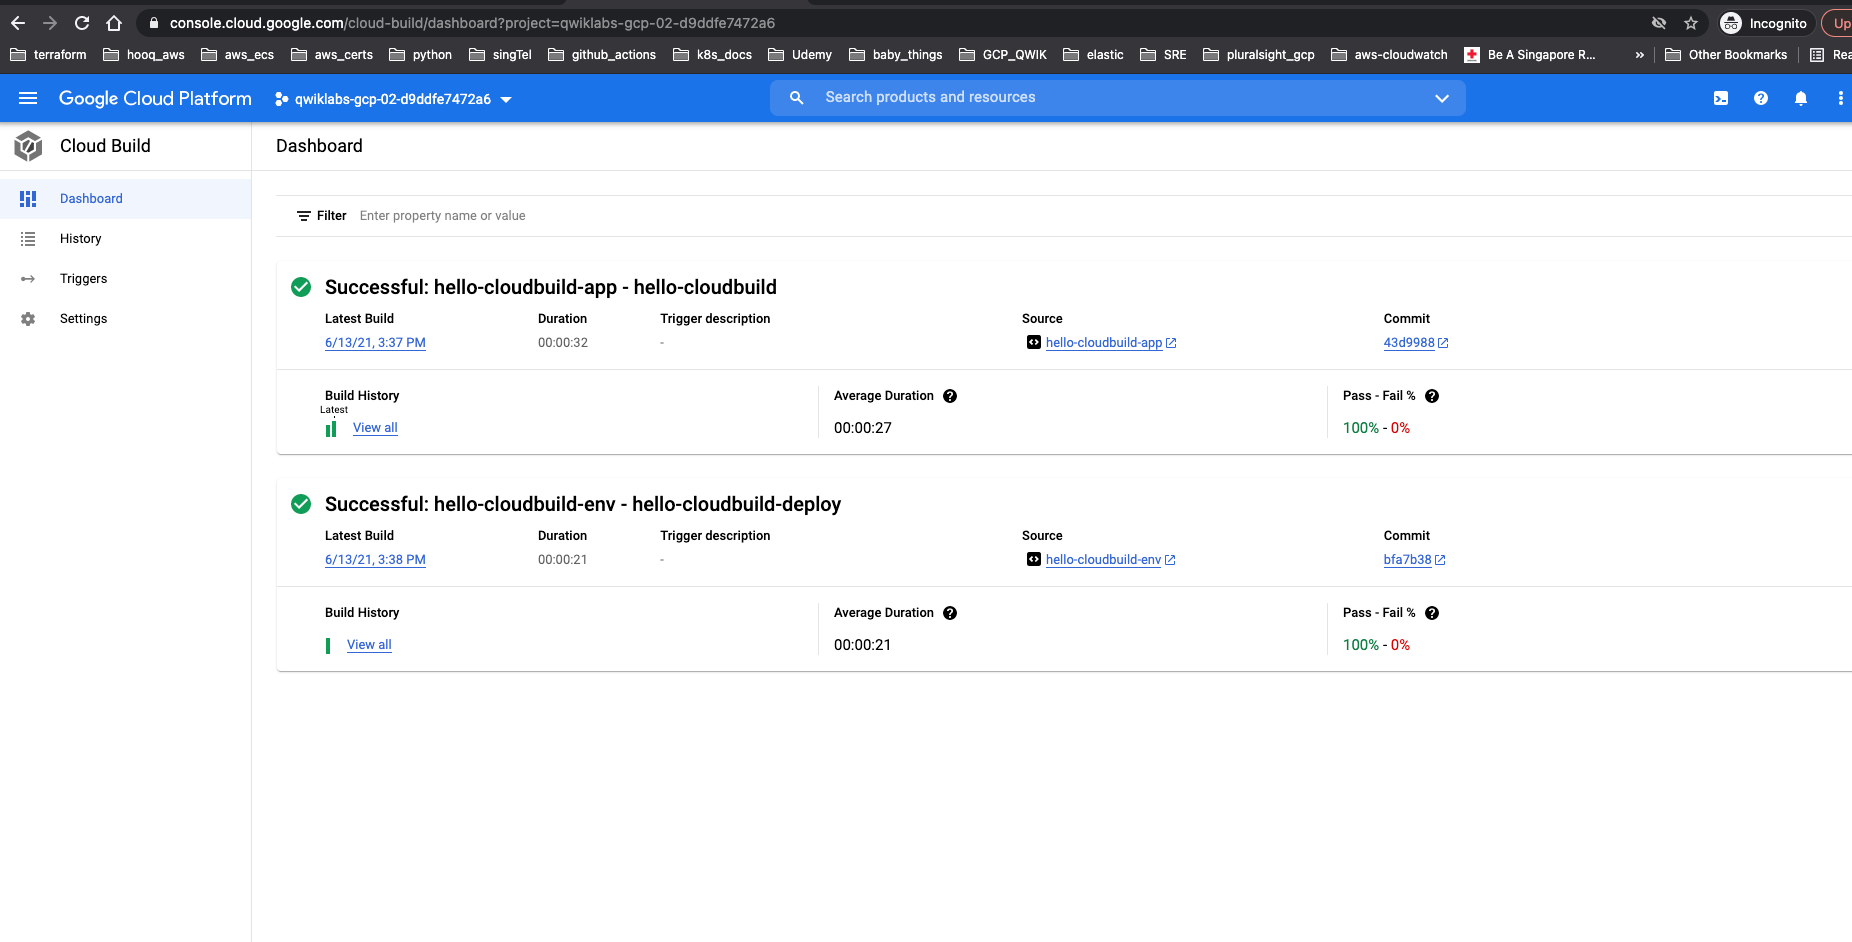 console.cloud.google.com/cloud-build/dashboard?project=qwiklabs-gcp-02-d9ddfe7472a6 Incognito Up
terraform hooq_aws aws_ecs aws_certs python singTel github_actions k8s_docs Udemy baby_things GCP_QWIK elastic SRE pluralsight_gcp aws-cloudwatch Be A Singapore R... » Other Bookmarks Rea
Google Cloud Platform qwiklabs-gcp-02-d9ddfe7472a6 Search products and resources
Cloud Build Dashboard
Dashboard
History
Triggers
Settings
Filter Enter property name or value
Successful: hello-cloudbuild-app - hello-cloudbuild
Latest Build Duration Trigger description Source Commit
6/13/21, 3:37 PM 00:00:32 - hello-cloudbuild-app 43d9988
Build History Average Duration Pass - Fail %
Latest
View all 00:00:27 100% - 0%
Successful: hello-cloudbuild-env - hello-cloudbuild-deploy
Latest Build Duration Trigger description Source Commit
6/13/21, 3:38 PM 00:00:21 - hello-cloudbuild-env bfa7b38
Build History Average Duration Pass - Fail %
View all 00:00:21 100% - 0%